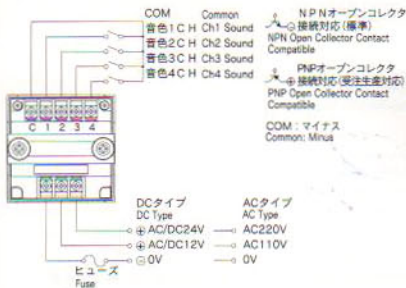 COM Common
音色1CH Ch1 Sound
音色2CH Ch2 Sound
音色3CH Ch3 Sound
音色4CH Ch4 Sound
NPNオープンコレクタ
⊖接続対応(標準)
NPN Open Collector Contact
Compatible
PNPオープンコレクタ
⊕接続対応(受注生産対応)
PNP Open Collector Contact
Compatible
COM:マイナス
Common: Minus
C 1 2 3 4
DCタイプ ACタイプ
DC Type AC Type
⊕ AC/DC24V AC220V
⊕ AC/DC12V AC110V
⊖ 0V 0V
ヒューズ
Fuse